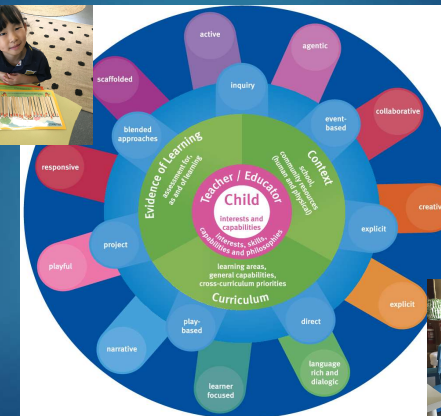 active
agentic
scaffolded
inquiry
collaborative
blended
approaches
event-
based
Evidence of Learning
assessment for,
as and of learning
Context
school,
community resources
(human and physical)
responsive
Teacher / Educator
Child
interests and
capabilities
interests, skills,
capabilities and philosophies
creative
explicit
project
playful
learning areas,
general capabilities,
cross-curriculum priorities
Curriculum
explicit
play-
based
direct
narrative
learner
focused
language
rich and
dialogic